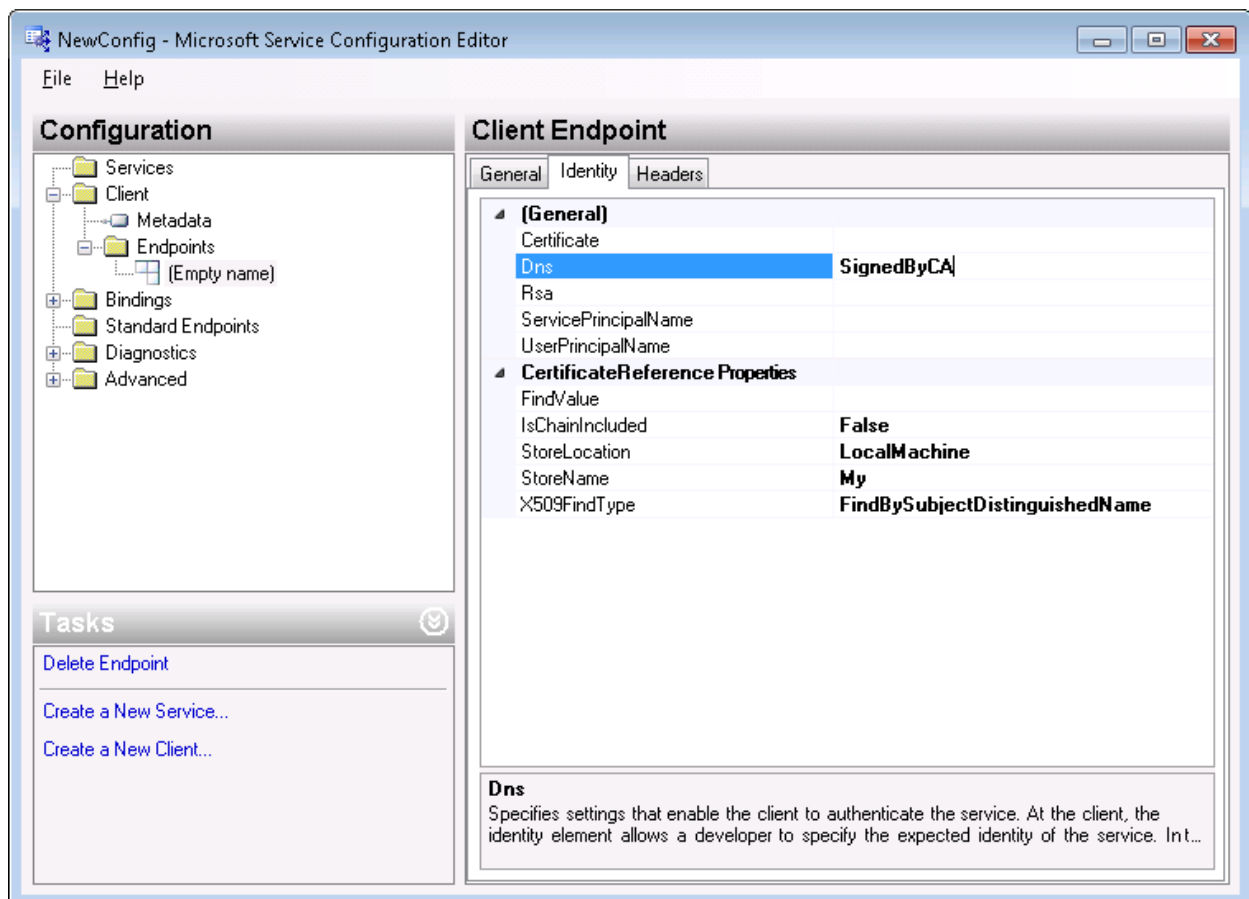 NewConfig - Microsoft Service Configuration Editor
File Help
Configuration
Services
Client
Metadata
Endpoints
(Empty name)
Bindings
Standard Endpoints
Diagnostics
Advanced
Tasks
Delete Endpoint
Create a New Service...
Create a New Client...
Client Endpoint
General Identity Headers
(General)
Certificate
Dns SignedByCA
Rsa
ServicePrincipalName
UserPrincipalName
CertificateReference Properties
FindValue
IsChainIncluded False
StoreLocation LocalMachine
StoreName My
X509FindType FindBySubjectDistinguishedName
Dns
Specifies settings that enable the client to authenticate the service. At the client, the
identity element allows a developer to specify the expected identity of the service. In t...